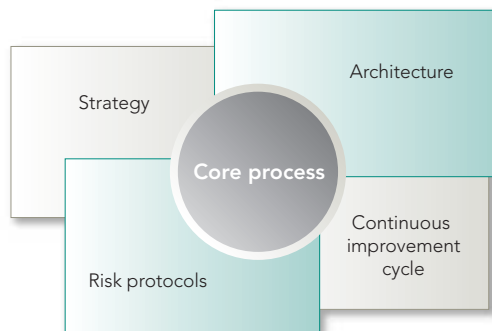 Architecture
Strategy
Core process
Continuous
improvement
cycle
Risk protocols